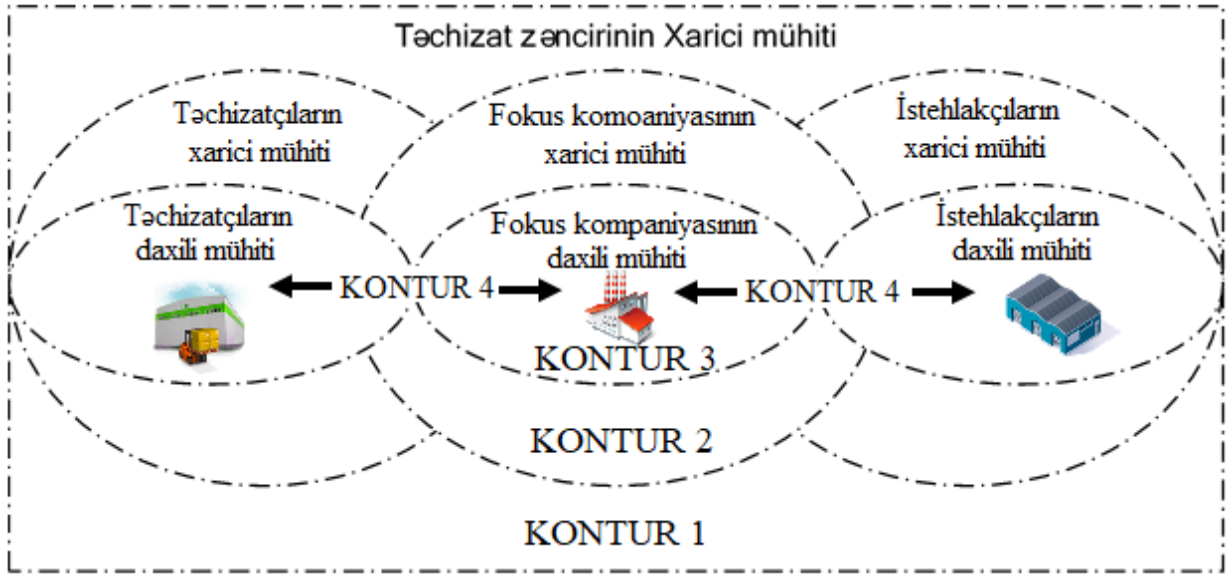 Təchizat zəncirinin Xarici mühiti
Təchizatçıların
xarici mühiti
Fokus komoaniyasının
xarici mühiti
İstehlakçıların
xarici mühiti
Təchizatçıların
daxili mühiti
Fokus kompaniyasının
daxili mühiti
İstehlakçıların
daxili mühiti
KONTUR 4
KONTUR 4
KONTUR 3
KONTUR 2
KONTUR 1